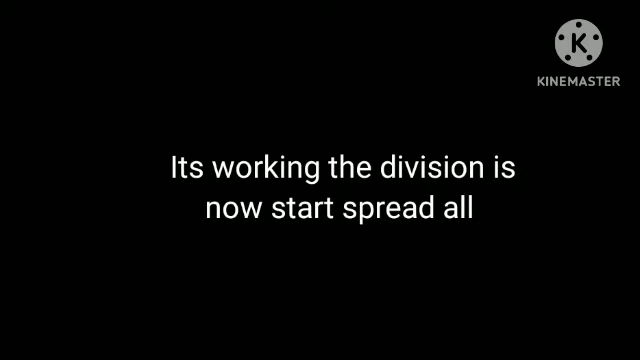 K
KINEMASTER
Its working the division is
now start spread all